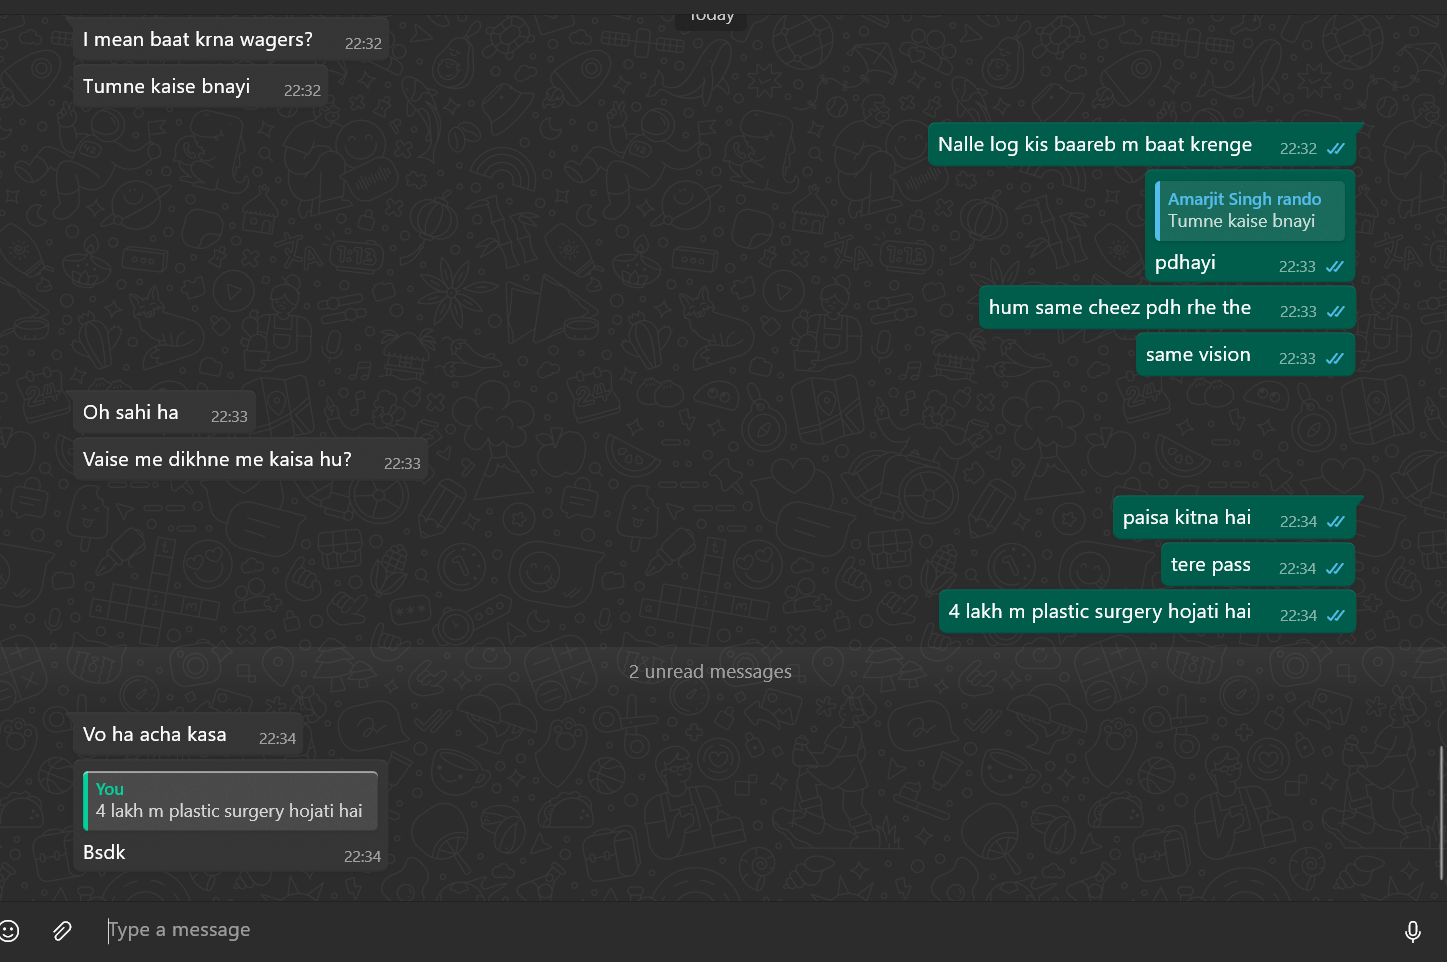 Today
I mean baat krna wagers? 22:32
Tumne kaise bnayi 22:32
Nalle log kis baareb m baat krenge 22:32
Amarjit Singh rando
Tumne kaise bnayi
pdhayi 22:33
hum same cheez pdh rhe the 22:33
same vision 22:33
Oh sahi ha 22:33
Vaise me dikhne me kaisa hu? 22:33
paisa kitna hai 22:34
tere pass 22:34
4 lakh m plastic surgery hojati hai 22:34
2 unread messages
Vo ha acha kasa 22:34
You
4 lakh m plastic surgery hojati hai
Bsdk 22:34
Type a message